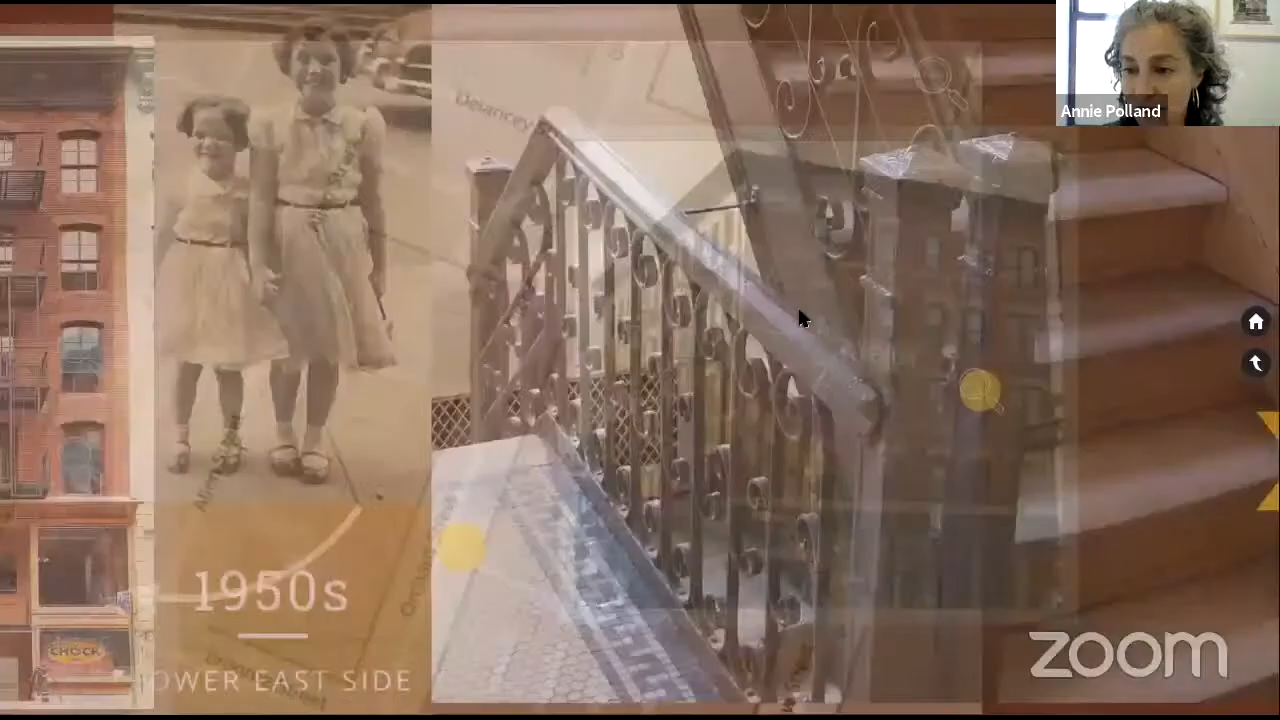 Annie Polland
Delancey
1950s
OWER EAST SIDE
CHOCK
zoom